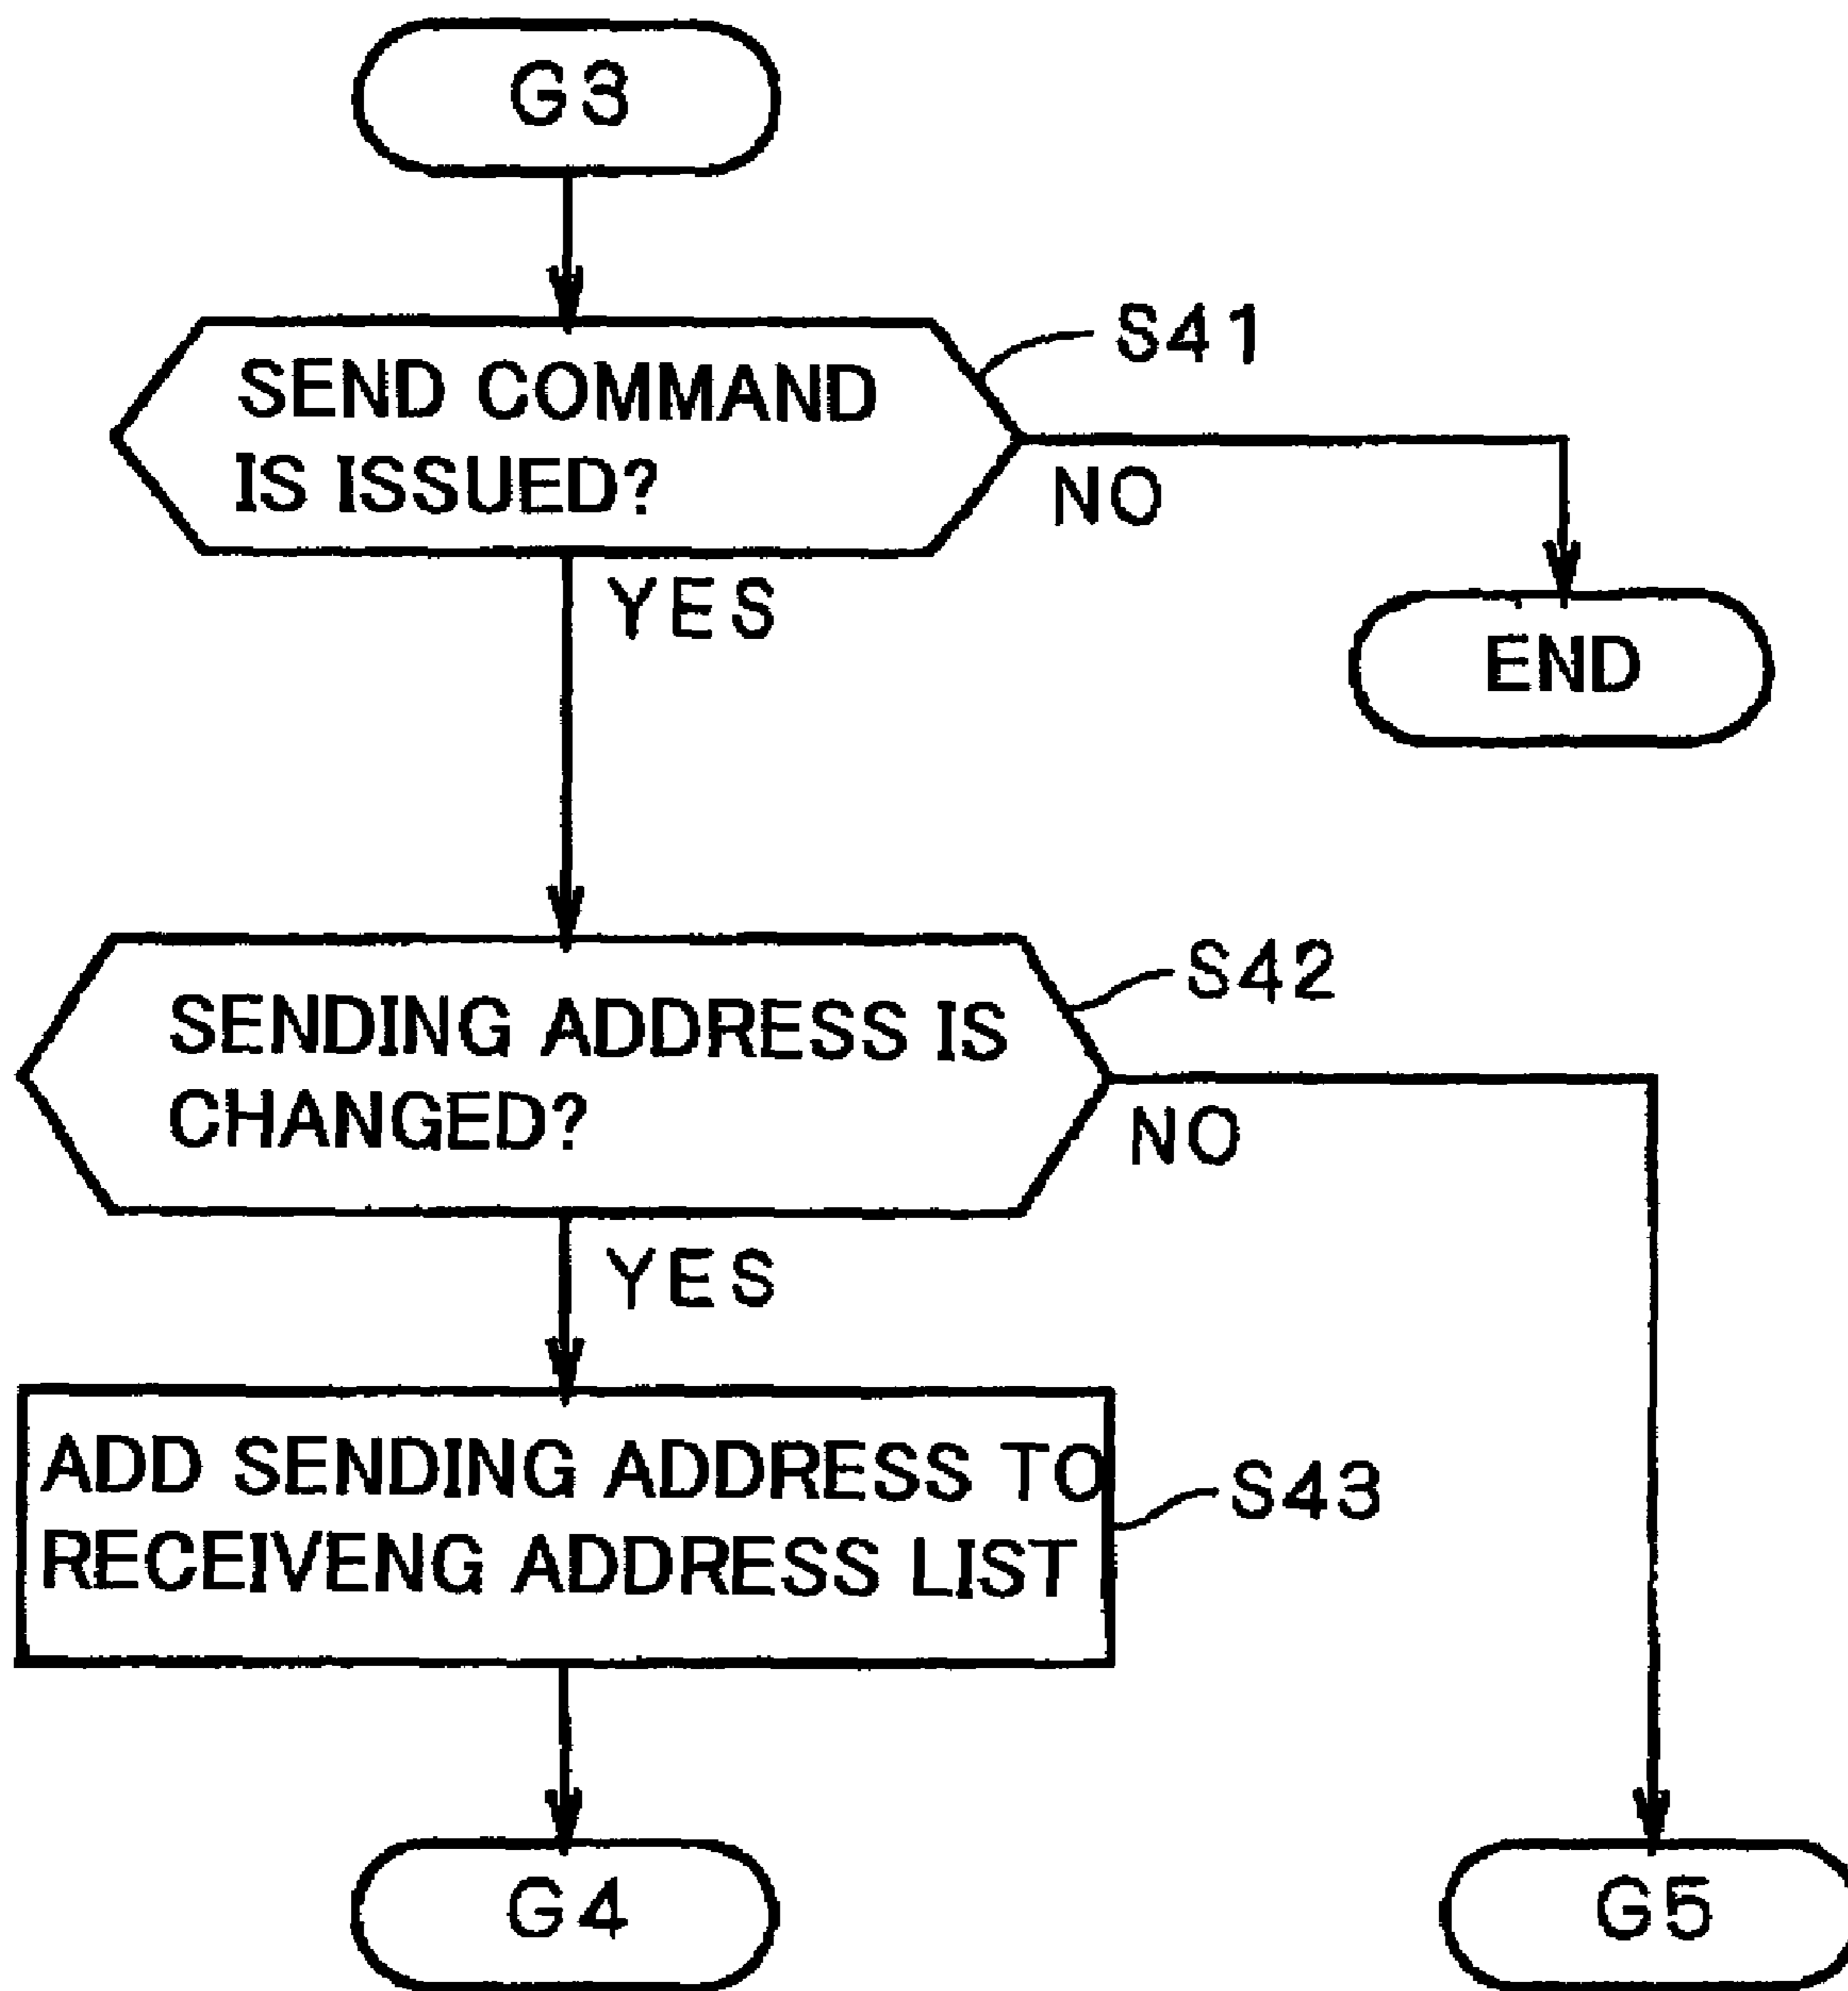 G3
S41
SEND COMMAND
IS ISSUED?
NO
YES
END
S42
SENDING ADDRESS IS
CHANGED?
NO
YES
ADD SENDING ADDRESS TO
RECEIVENG ADDRESS LIST
S43
G4
G5